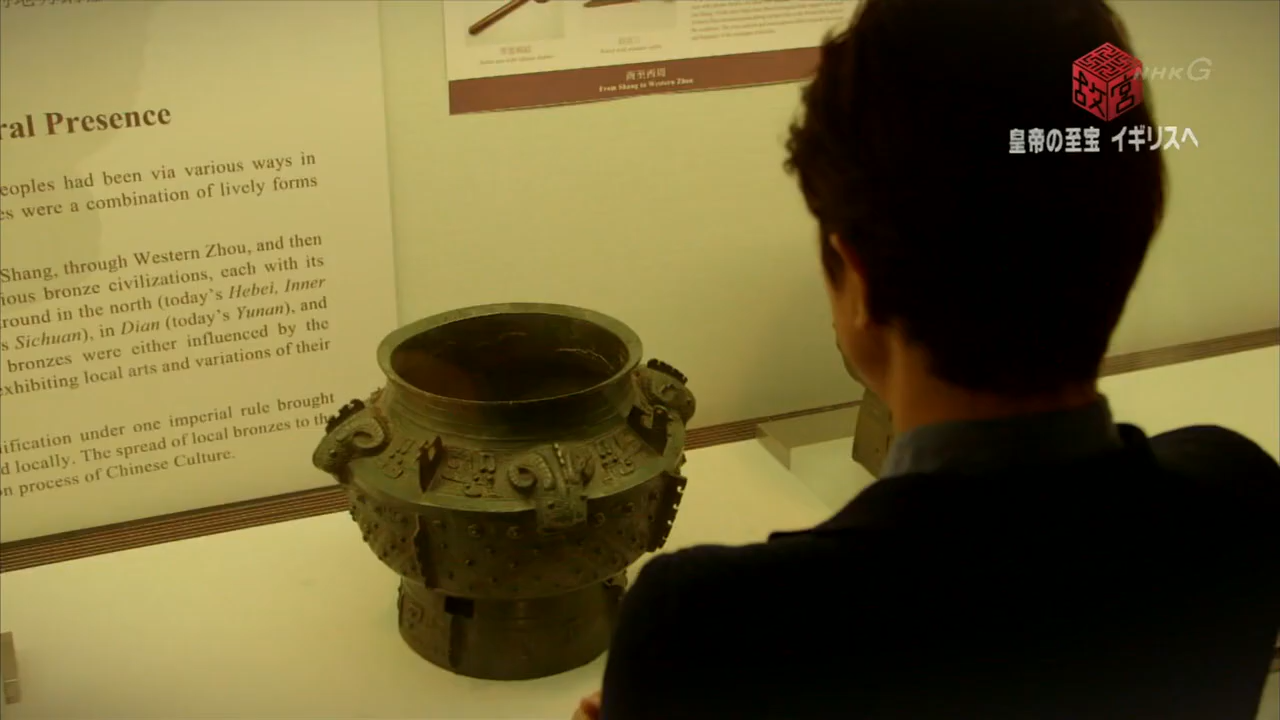 ral Presence
eoples had been via various ways in
es were a combination of lively forms
Shang, through Western Zhou, and then
ious bronze civilizations, each with its
round in the north (today's Hebei, Inner
s Sichuan), in Dian (today's Yunan), and
bronzes were either influenced by the
exhibiting local arts and variations of their
ification under one imperial rule brought
d locally. The spread of local bronzes to th
n process of Chinese Culture.
商至西周
From Shang to Western Zhou
NHK G
故宮
皇帝の至宝 イギリスへ